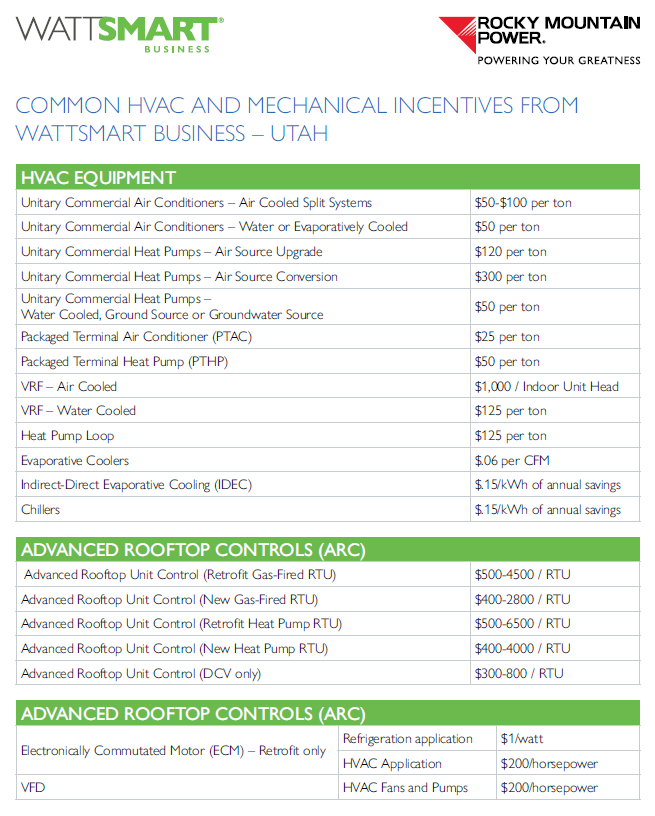 WATTSMART®
BUSINESS
ROCKY MOUNTAIN
POWER.
POWERING YOUR GREATNESS
COMMON HVAC AND MECHANICAL INCENTIVES FROM
WATTSMART BUSINESS – UTAH
HVAC EQUIPMENT
Unitary Commercial Air Conditioners – Air Cooled Split Systems $50-$100 per ton
Unitary Commercial Air Conditioners – Water or Evaporatively Cooled $50 per ton
Unitary Commercial Heat Pumps – Air Source Upgrade $120 per ton
Unitary Commercial Heat Pumps – Air Source Conversion $300 per ton
Unitary Commercial Heat Pumps –
Water Cooled, Ground Source or Groundwater Source $50 per ton
Packaged Terminal Air Conditioner (PTAC) $25 per ton
Packaged Terminal Heat Pump (PTHP) $50 per ton
VRF – Air Cooled $1,000 / Indoor Unit Head
VRF – Water Cooled $125 per ton
Heat Pump Loop $125 per ton
Evaporative Coolers $.06 per CFM
Indirect-Direct Evaporative Cooling (IDEC) $.15/kWh of annual savings
Chillers $.15/kWh of annual savings
ADVANCED ROOFTOP CONTROLS (ARC)
Advanced Rooftop Unit Control (Retrofit Gas-Fired RTU) $500-4500 / RTU
Advanced Rooftop Unit Control (New Gas-Fired RTU) $400-2800 / RTU
Advanced Rooftop Unit Control (Retrofit Heat Pump RTU) $500-6500 / RTU
Advanced Rooftop Unit Control (New Heat Pump RTU) $400-4000 / RTU
Advanced Rooftop Unit Control (DCV only) $300-800 / RTU
ADVANCED ROOFTOP CONTROLS (ARC)
Electronically Commutated Motor (ECM) – Retrofit only
Refrigeration application $1/watt
HVAC Application $200/horsepower
VFD HVAC Fans and Pumps $200/horsepower